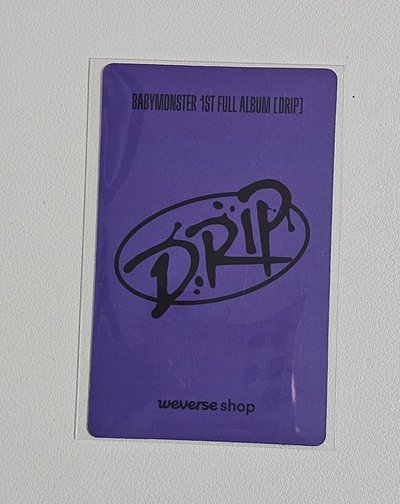 BABYMONSTER 1ST FULL ALBUM [DRIP]
DRIP
weverse shop